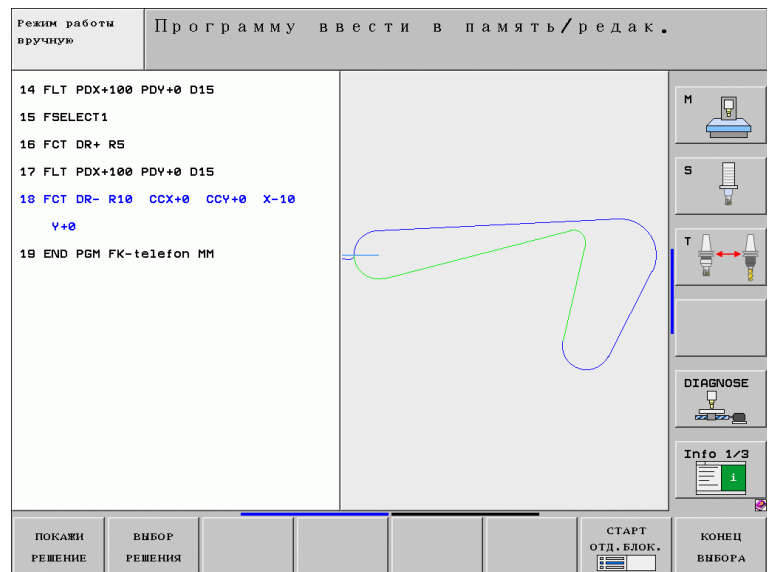 Режим работы
вручную
Программу ввести в память/редак.
14 FLT PDX+100 PDY+0 D15
15 FSELECT1
16 FCT DR+ R5
17 FLT PDX+100 PDY+0 D15
18 FCT DR- R10 CCX+0 CCY+0 X-10
Y+0
19 END PGM FK-telefon MM
M
S
T
DIAGNOSE
Info 1/3
i
ПОКАЖИ
РЕШЕНИЕ
ВЫБОР
РЕШЕНИЯ
СТАРТ
ОТД.БЛОК.
КОНЕЦ
ВЫБОРА